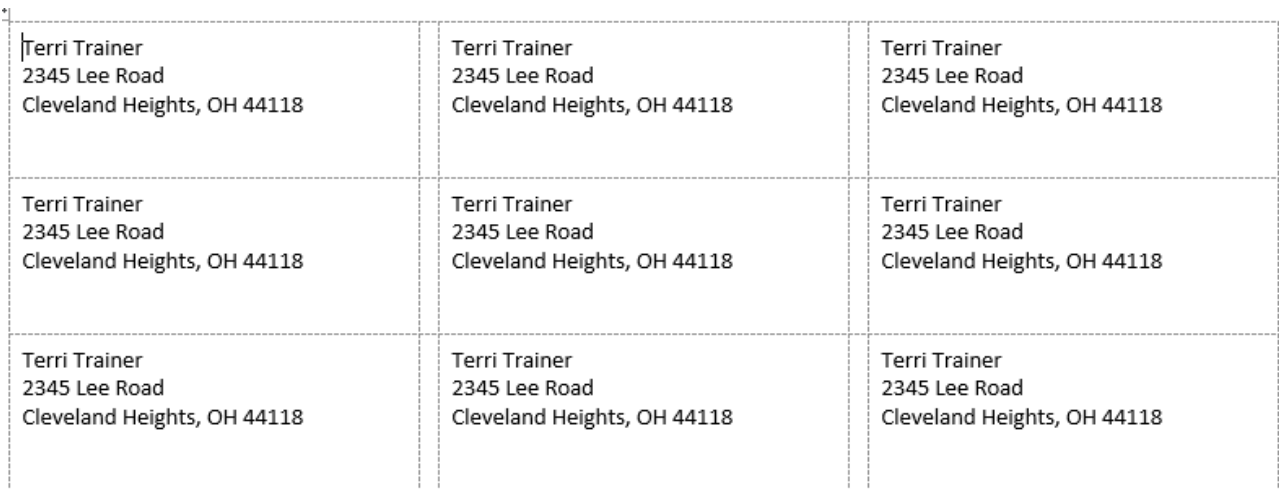 Terri Trainer
2345 Lee Road
Cleveland Heights, OH 44118
Terri Trainer
2345 Lee Road
Cleveland Heights, OH 44118
Terri Trainer
2345 Lee Road
Cleveland Heights, OH 44118
Terri Trainer
2345 Lee Road
Cleveland Heights, OH 44118
Terri Trainer
2345 Lee Road
Cleveland Heights, OH 44118
Terri Trainer
2345 Lee Road
Cleveland Heights, OH 44118
Terri Trainer
2345 Lee Road
Cleveland Heights, OH 44118
Terri Trainer
2345 Lee Road
Cleveland Heights, OH 44118
Terri Trainer
2345 Lee Road
Cleveland Heights, OH 44118